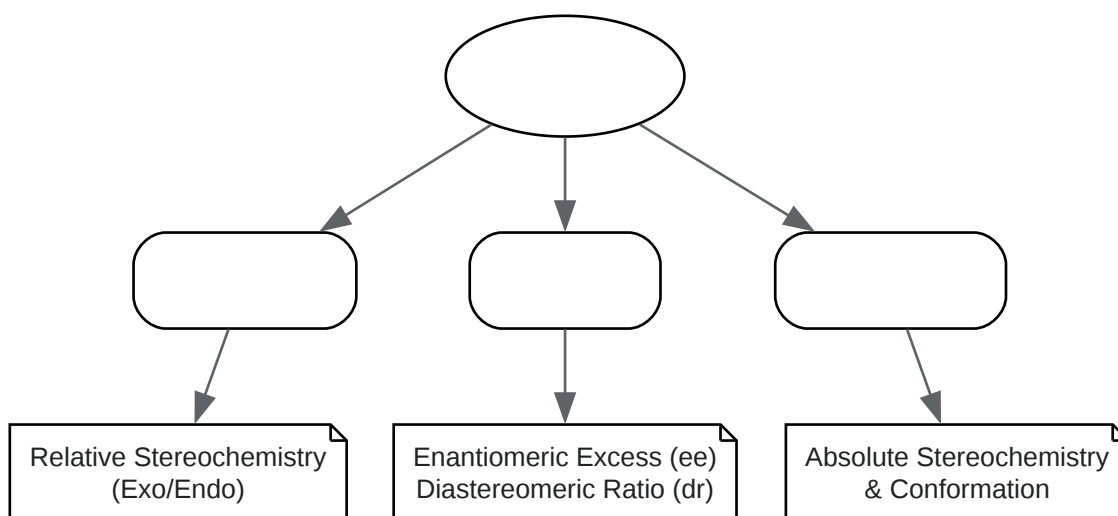 Relative Stereochemistry
(Exo/Endo)
Enantiomeric Excess (ee)
Diastereomeric Ratio (dr)
Absolute Stereochemistry
& Conformation